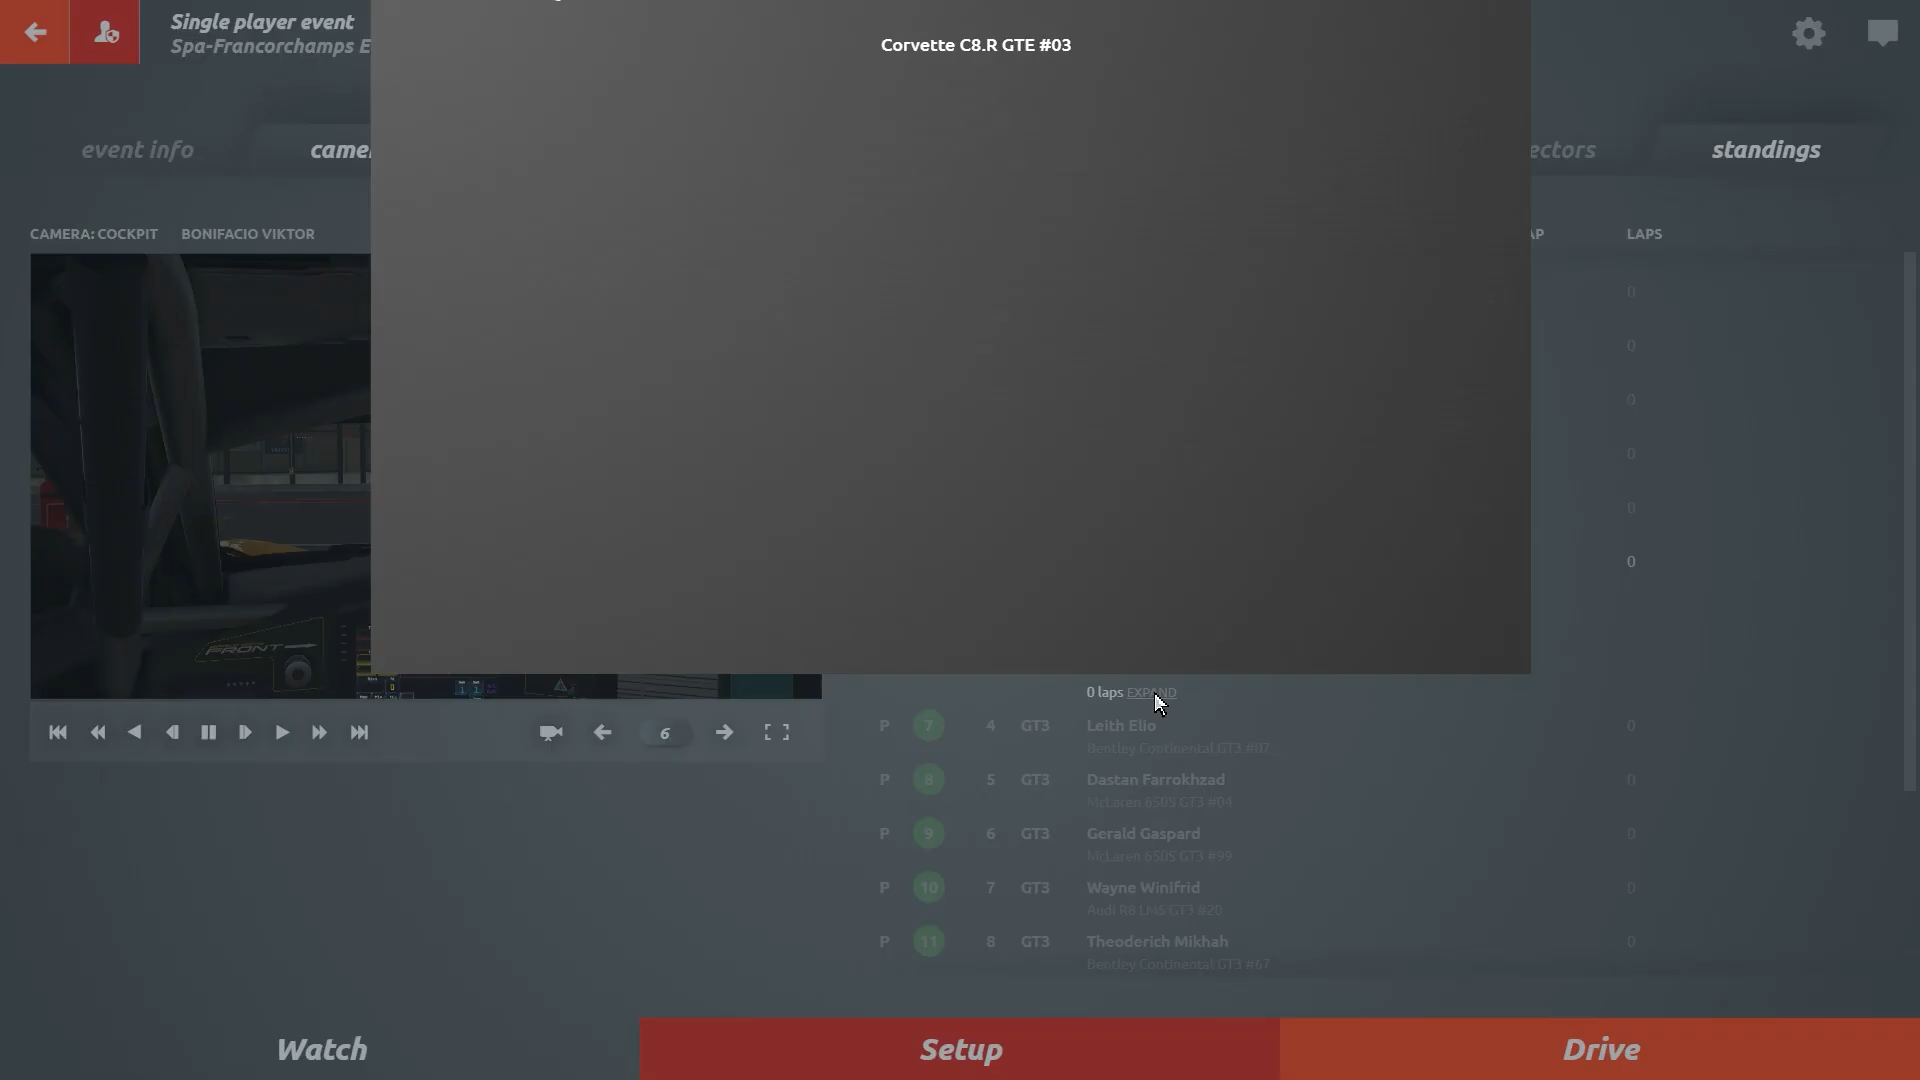 Single player event
Spa-Francorchamps E
Corvette C8.R GTE #03
event info
came
ectors
standings
CAMERA: COCKPIT BONIFACIO VIKTOR
AP LAPS
0
0
0
0
0
0
FRONT
0 laps EXPAND
P 7 4 GT3 Leith Elio 0
Bentley Continental GT3 #07
P 8 5 GT3 Dastan Farrokhzad 0
McLaren 650S GT3 #04
P 9 6 GT3 Gerald Gaspard 0
McLaren 650S GT3 #99
P 10 7 GT3 Wayne Winifrid 0
Audi R8 LMS GT3 #20
P 11 8 GT3 Theoderich Mikhah 0
Bentley Continental GT3 #67
6
Watch
Setup
Drive